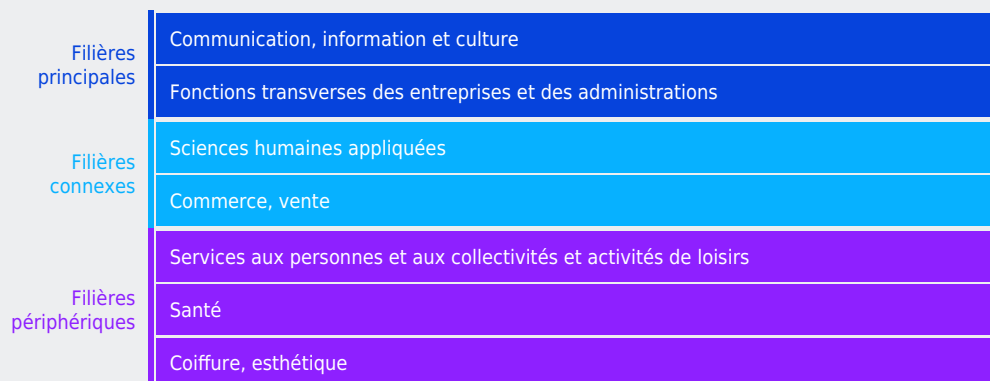 Filières
principales
Communication, information et culture
Fonctions transverses des entreprises et des administrations
Filières
connexes
Sciences humaines appliquées
Commerce, vente
Filières
périphériques
Services aux personnes et aux collectivités et activités de loisirs
Santé
Coiffure, esthétique